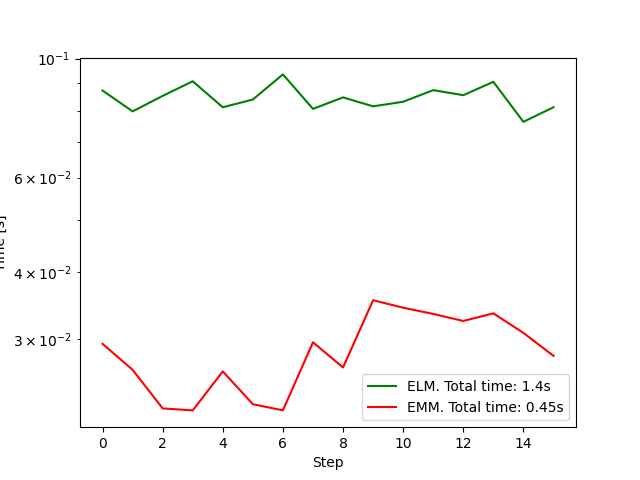 10⁻¹
6 × 10⁻²
4 × 10⁻²
3 × 10⁻²
Time [s]
ELM. Total time: 1.4s
EMM. Total time: 0.45s
0 2 4 6 8 10 12 14
Step